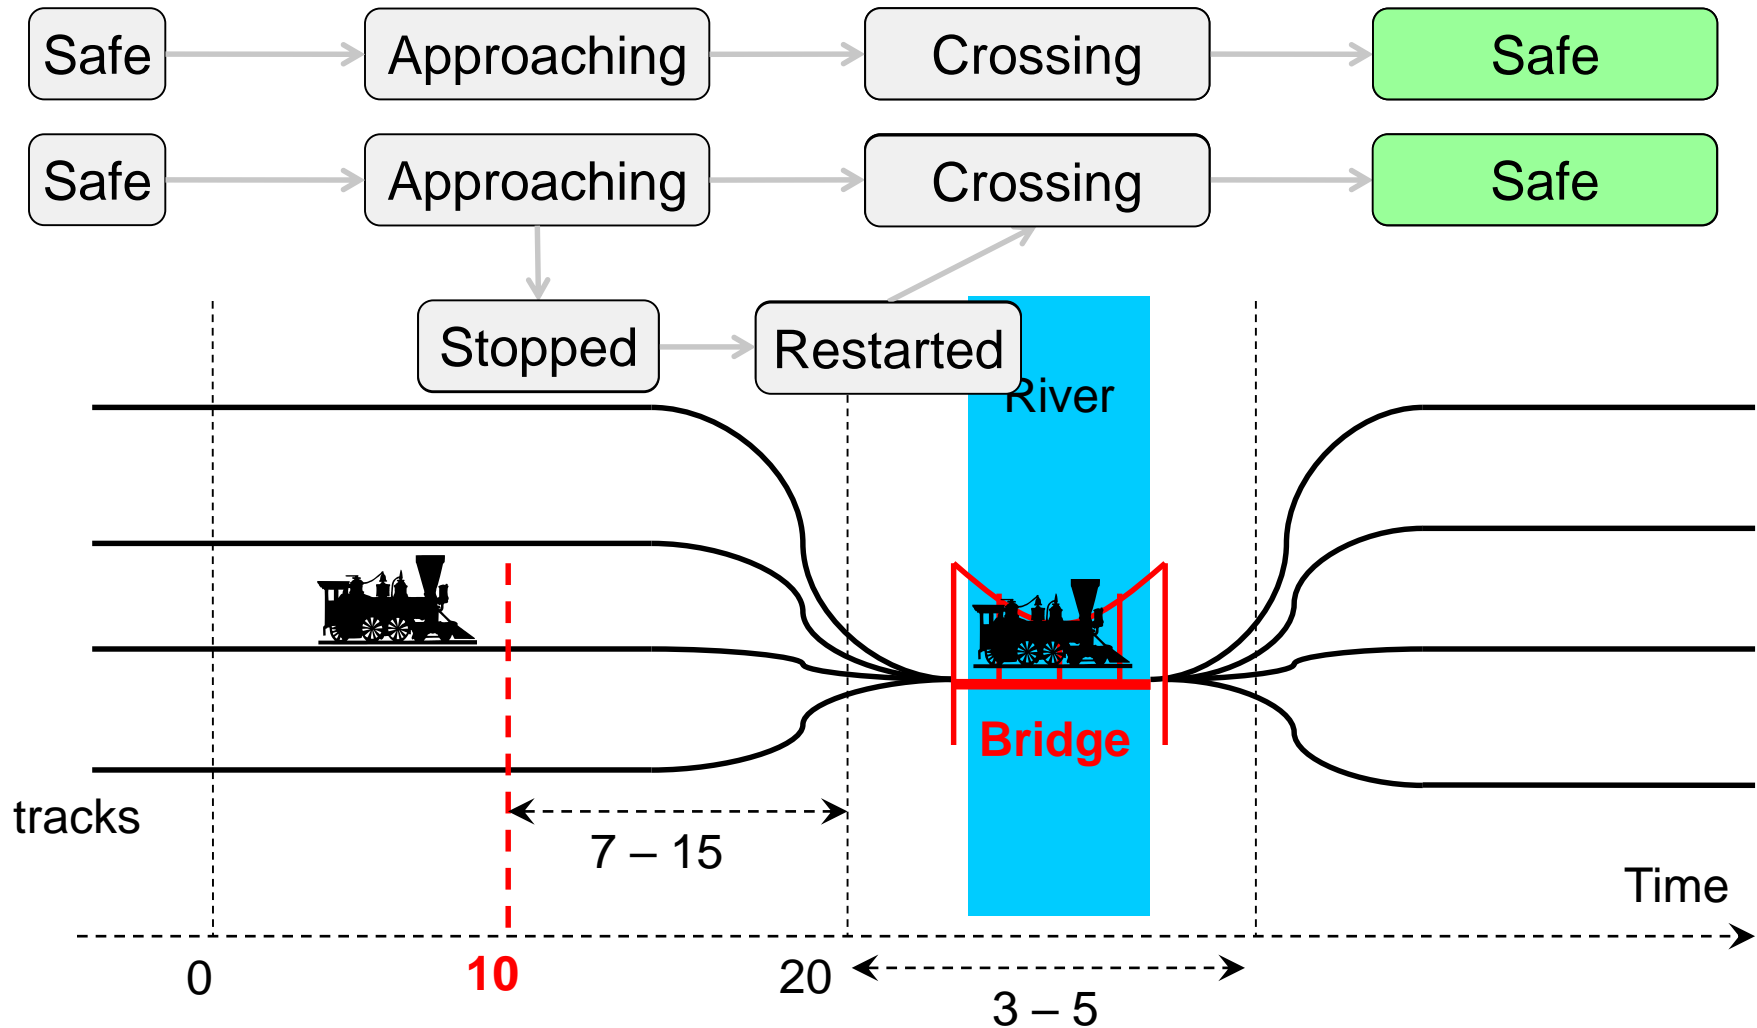 Safe
Approaching
Crossing
Safe
Safe
Approaching
Crossing
Safe
Stopped
Restarted
River
Bridge
tracks
7 – 15
Time
0
10
20
3 – 5